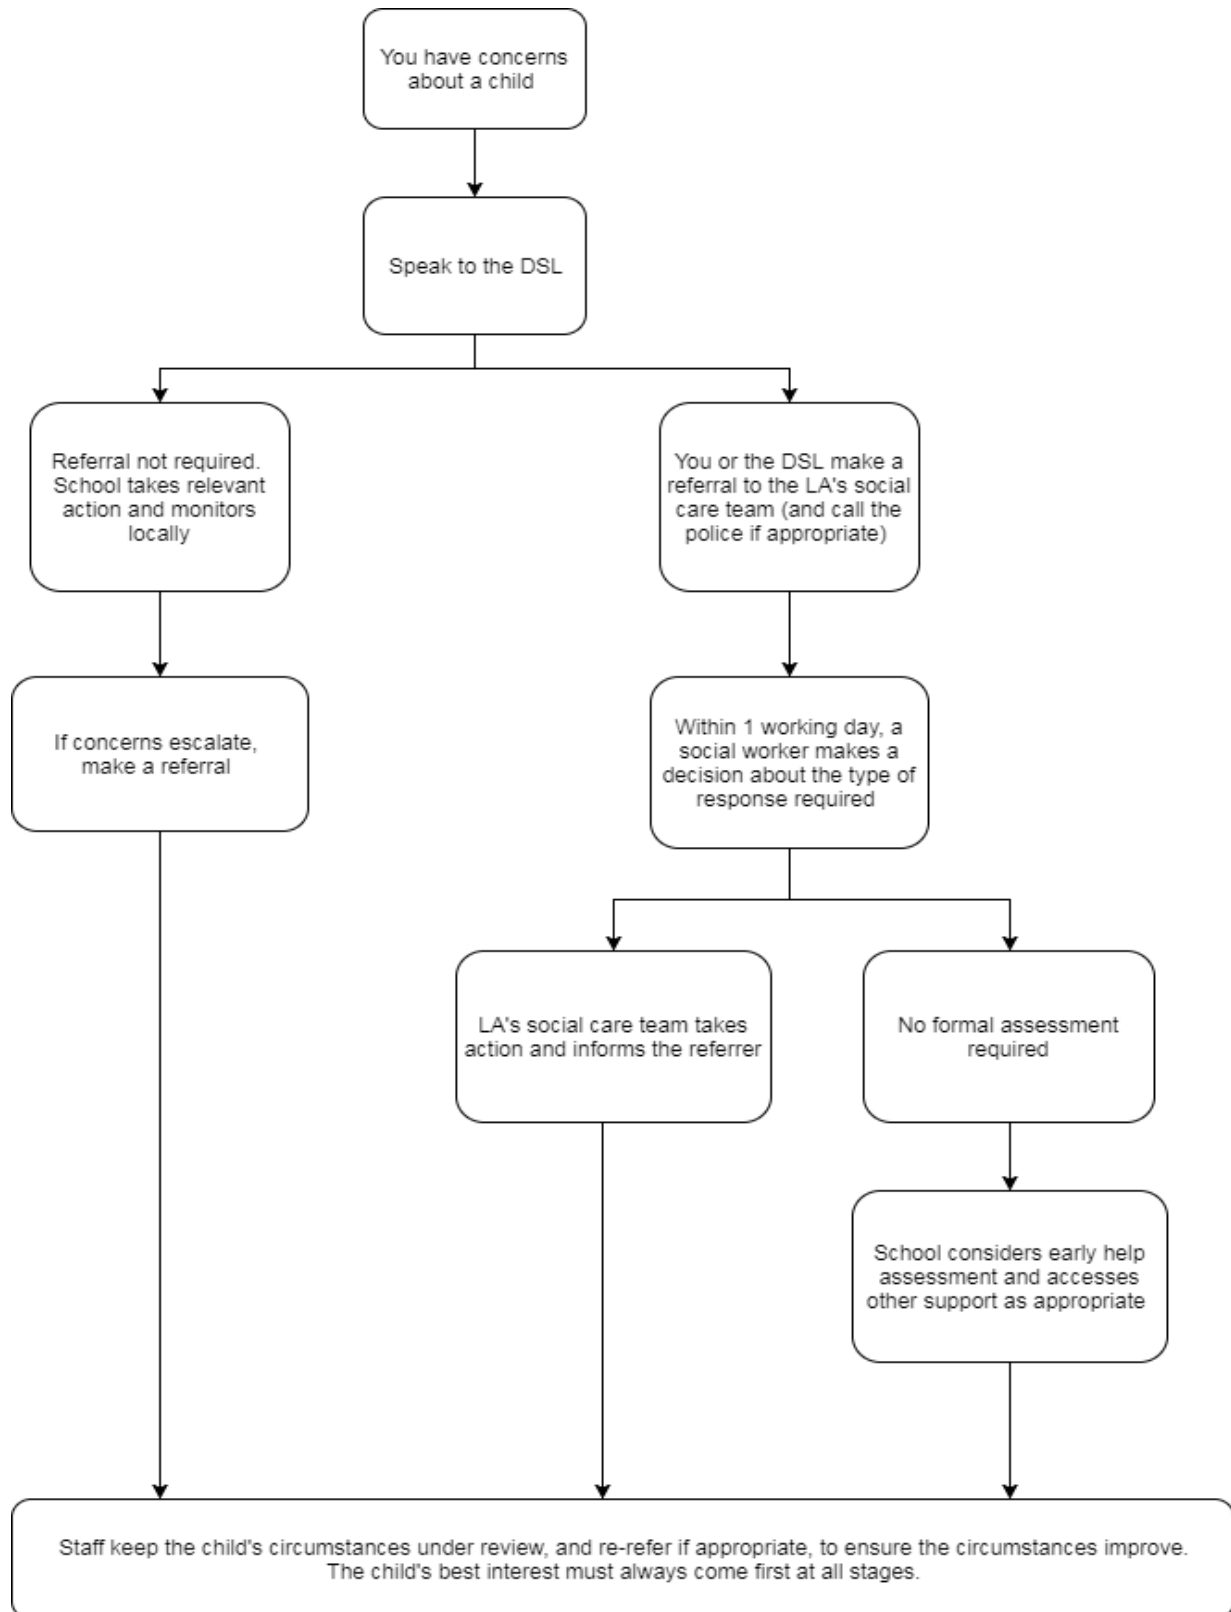 You have concerns
about a child
Speak to the DSL
Referral not required.
School takes relevant
action and monitors
locally
You or the DSL make a
referral to the LA's social
care team (and call the
police if appropriate)
If concerns escalate,
make a referral
Within 1 working day, a
social worker makes a
decision about the type of
response required
LA's social care team takes
action and informs the referrer
No formal assessment
required
School considers early help
assessment and accesses
other support as appropriate
Staff keep the child's circumstances under review, and re-refer if appropriate, to ensure the circumstances improve.
The child's best interest must always come first at all stages.